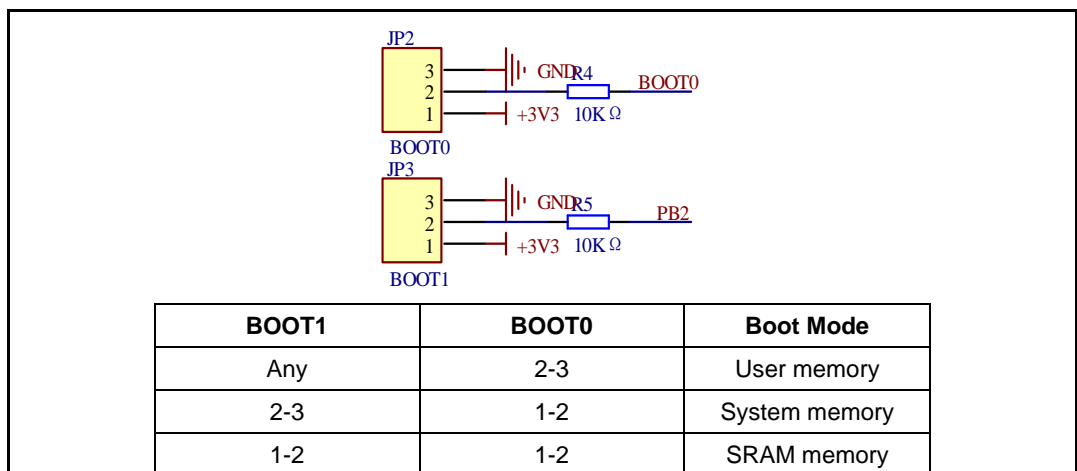 JP2
3 GND R4 BOOT0
2
1 +3V3 10KΩ
BOOT0
JP3
3 GND R5 PB2
2
1 +3V3 10KΩ
BOOT1
BOOT1 BOOT0 Boot Mode
Any 2-3 User memory
2-3 1-2 System memory
1-2 1-2 SRAM memory